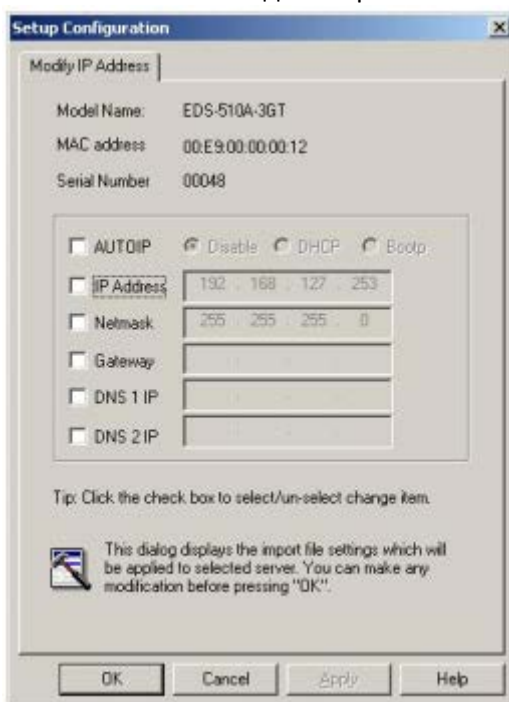 Setup Configuration
Modify IP Address
Model Name: EDS-510A-3GT
MAC address 00:E9:00:00:00:12
Serial Number 00048
AUTOIP Disable DHCP Bootp
IP Address 192 . 168 . 127 . 253
Netmask 255 . 255 . 255 . 0
Gateway
DNS 1 IP
DNS 2 IP
Tip: Click the check box to select/un-select change item.
This dialog displays the import file settings which will
be applied to selected server. You can make any
modification before pressing "OK".
OK Cancel Apply Help